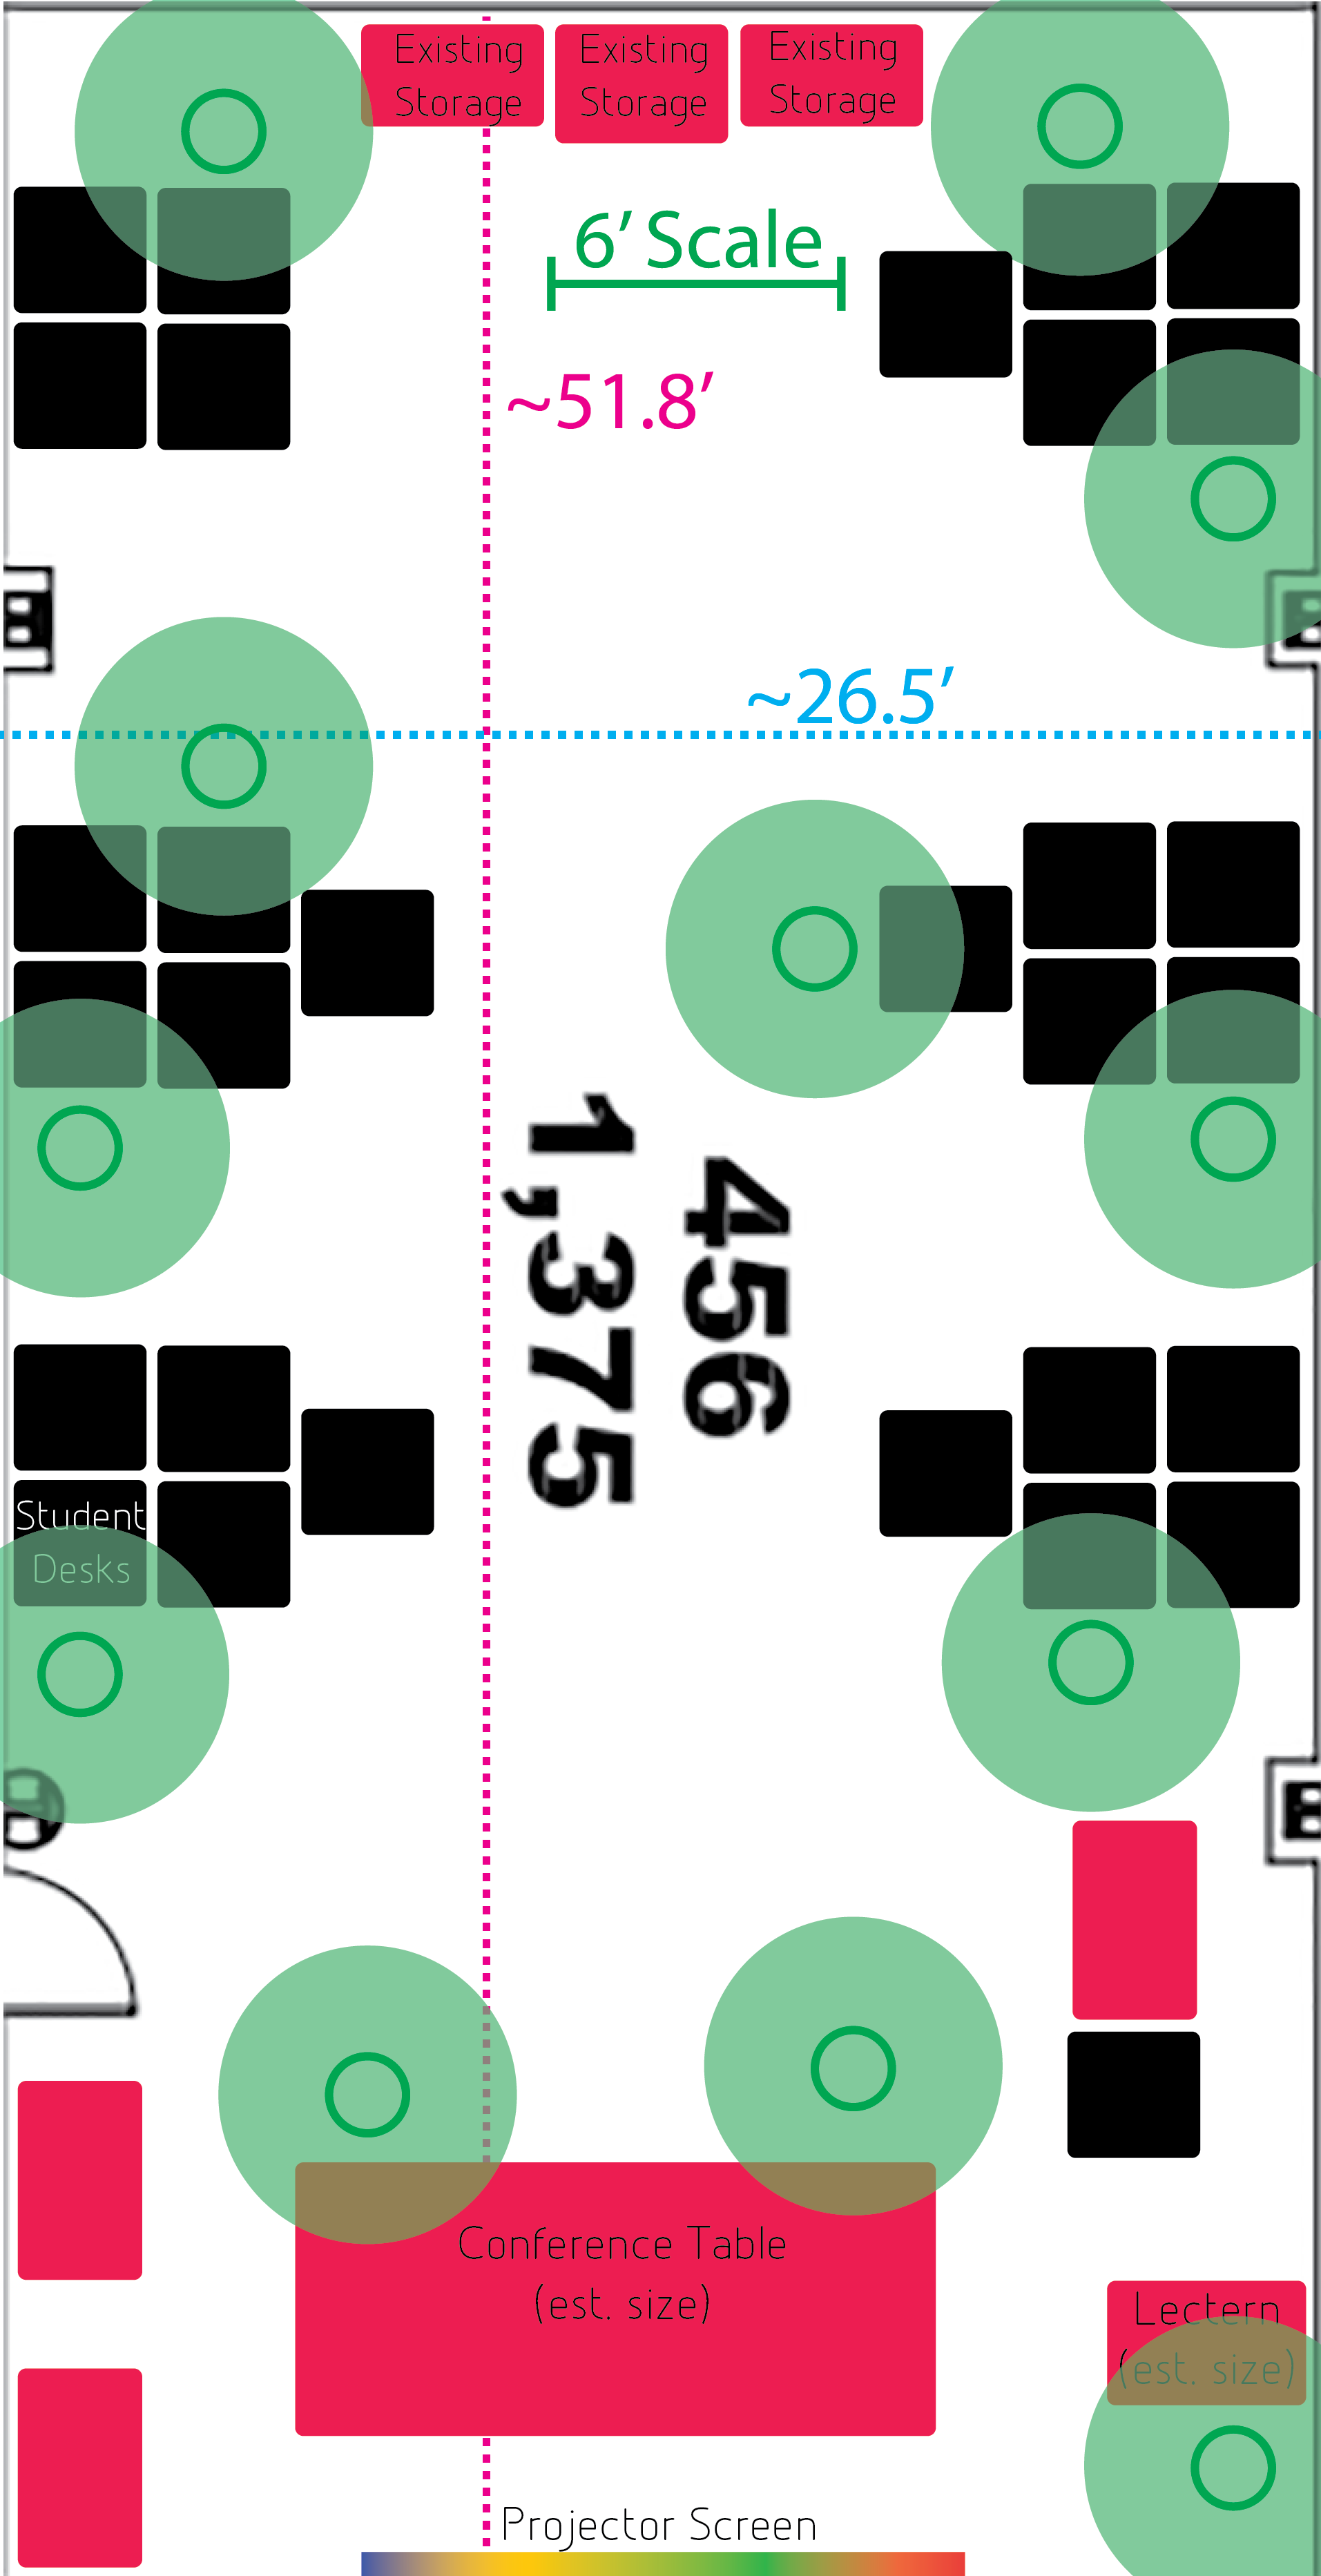 Existing
Storage
Existing
Storage
Existing
Storage
6′ Scale
~51.8′
~26.5′
456
1,375
Student
Desks
Conference Table
(est. size)
Lectern
(est. size)
Projector Screen